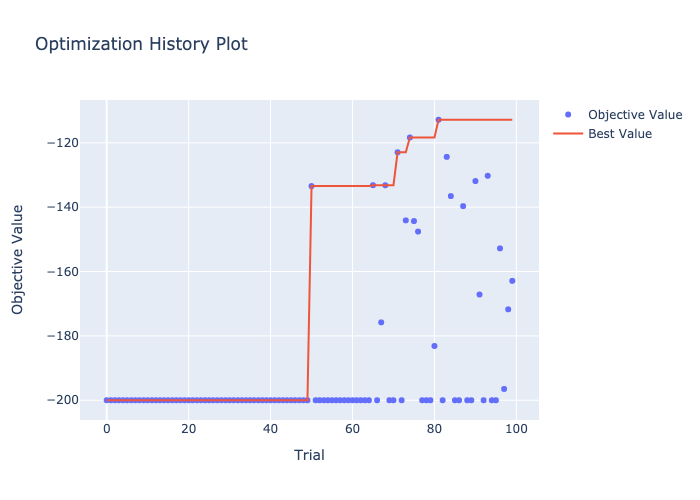 Optimization History Plot
Objective Value
Best Value
−120
−140
−160
−180
−200
Objective Value
0
20
40
60
80
100
Trial